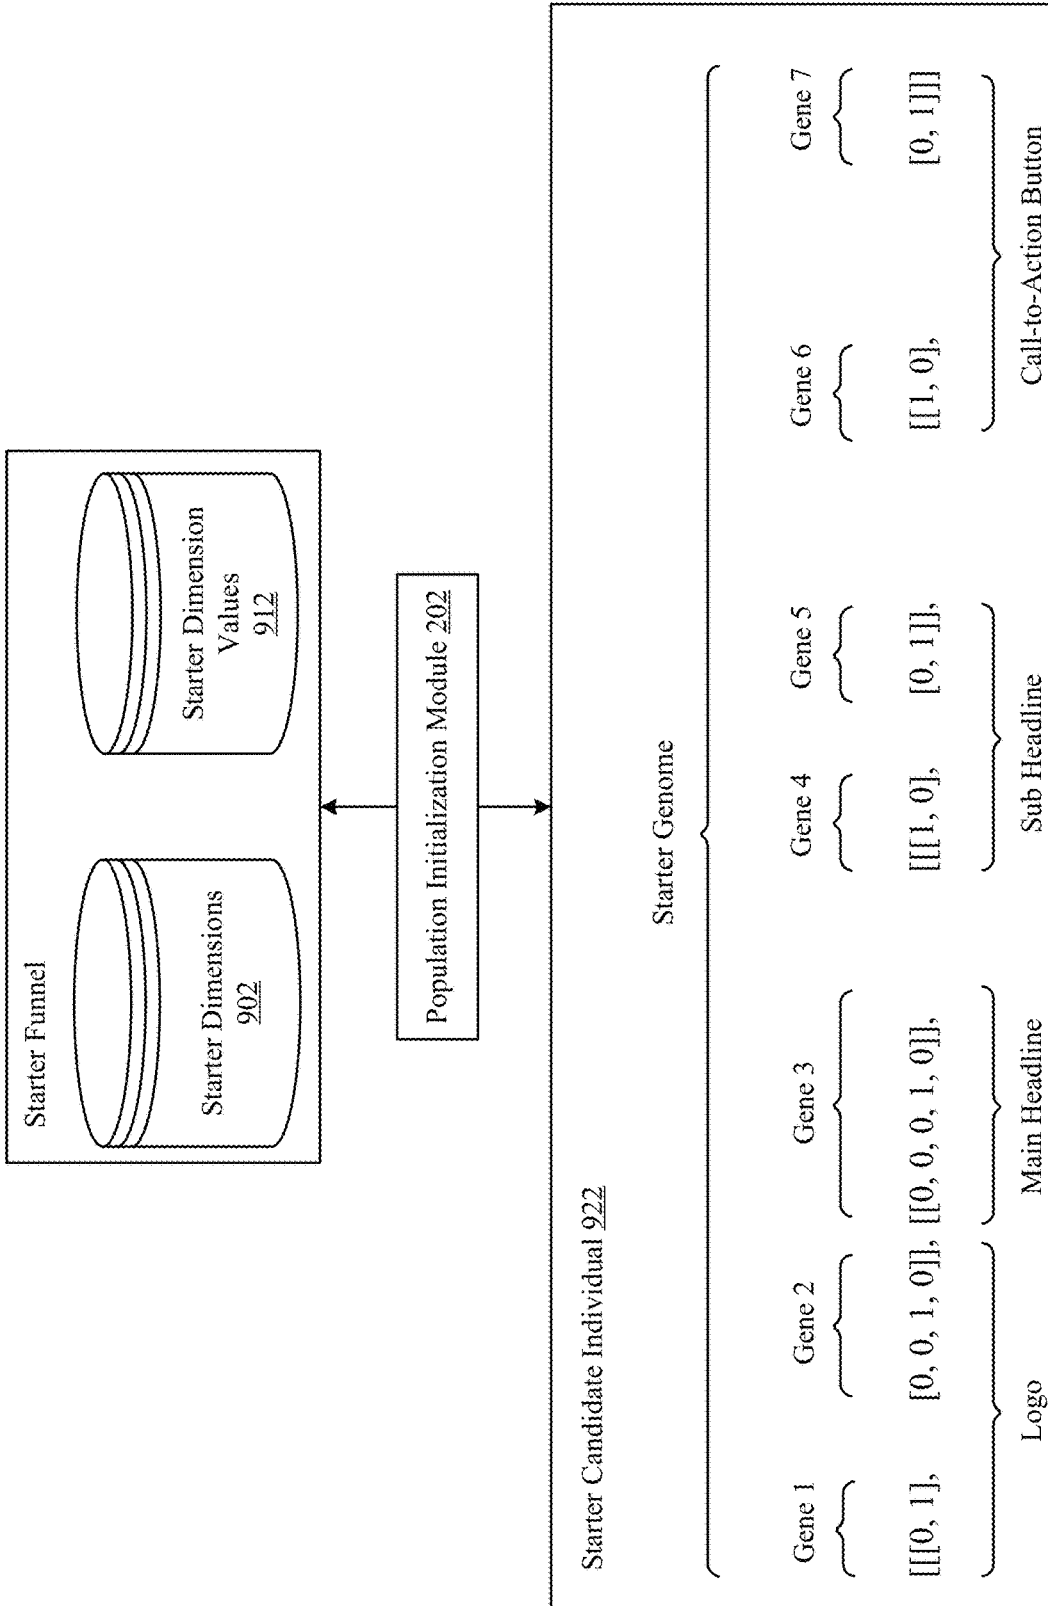 Starter Funnel
Starter Dimensions
902
Starter Dimension
Values
912
Population Initialization Module 202
Starter Candidate Individual 922
Starter Genome
Gene 1 Gene 2 Gene 3 Gene 4 Gene 5 Gene 6 Gene 7
[[[0, 1], [0, 0, 1, 0]], [[0, 0, 0, 1, 0]], [[[1, 0], [0, 1]], [[1, 0], [0, 1]]]
Logo Main Headline Sub Headline Call-to-Action Button